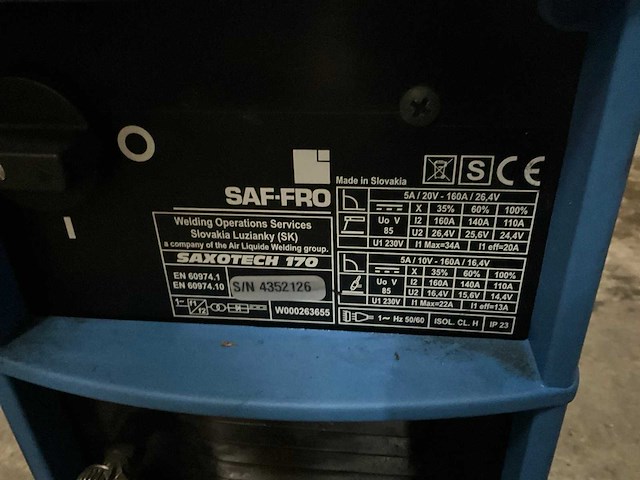 O
I
SAF-FRO
Made in Slovakia
S CE
Welding Operations Services
Slovakia Luzianky (SK)
a company of the Air Liquide Welding group.
SAXOTECH 170
EN 60974.1
EN 60974.10
S/N 4352126
1~ f1 f2
W000263655
5A / 20V - 160A / 26,4V
X 35% 60% 100%
Uo V 85
I2 160A 140A 110A
U2 26,4V 25,6V 24,4V
U1 230V I1 Max=34A I1 eff=20A
5A / 10V - 160A / 16,4V
X 35% 60% 100%
Uo V 85
I2 160A 140A 110A
U2 16,4V 15,6V 14,4V
U1 230V I1 Max=22A I1 eff=13A
1~ Hz 50/60 ISOL. CL. H IP 23